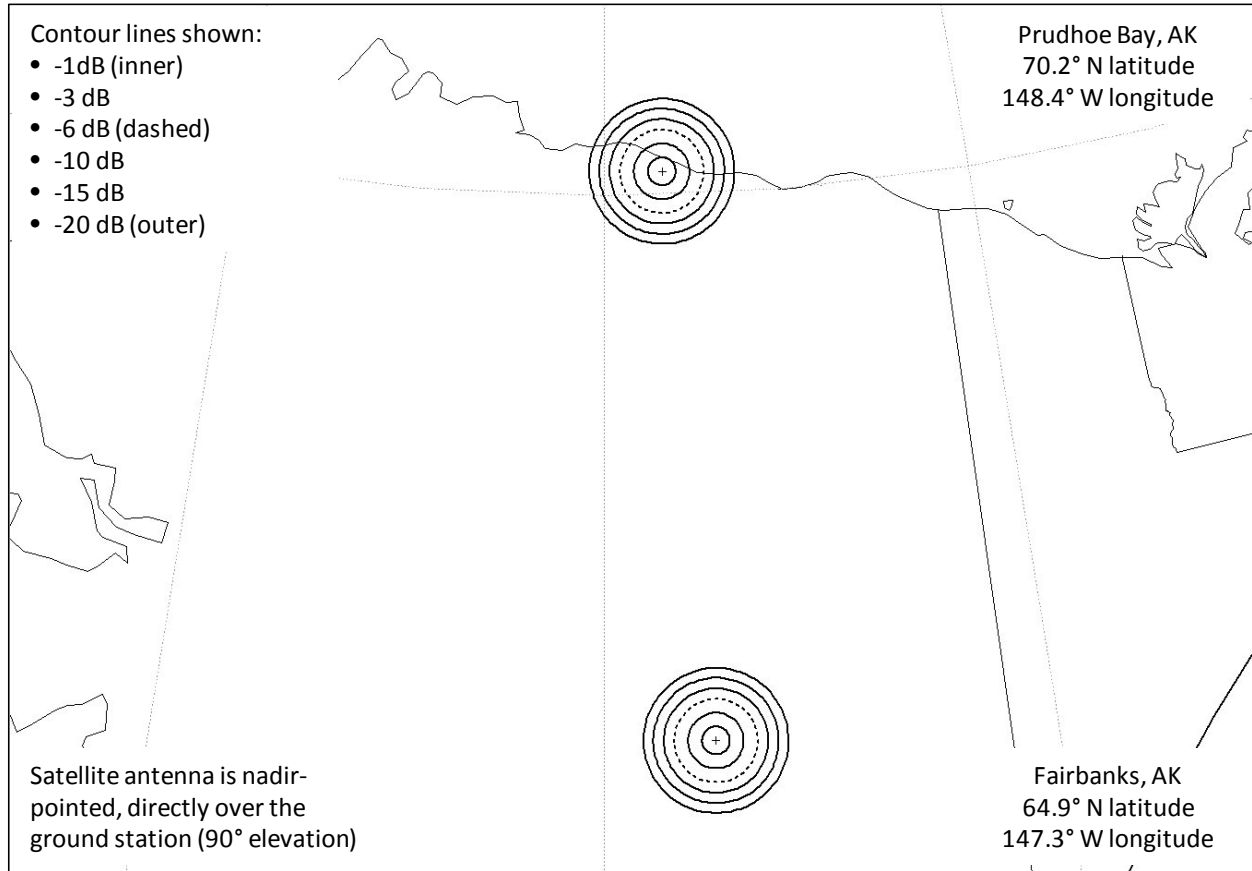 Contour lines shown:
• -1dB (inner)
• -3 dB
• -6 dB (dashed)
• -10 dB
• -15 dB
• -20 dB (outer)
Prudhoe Bay, AK
70.2° N latitude
148.4° W longitude
Satellite antenna is nadir-
pointed, directly over the
ground station (90° elevation)
Fairbanks, AK
64.9° N latitude
147.3° W longitude